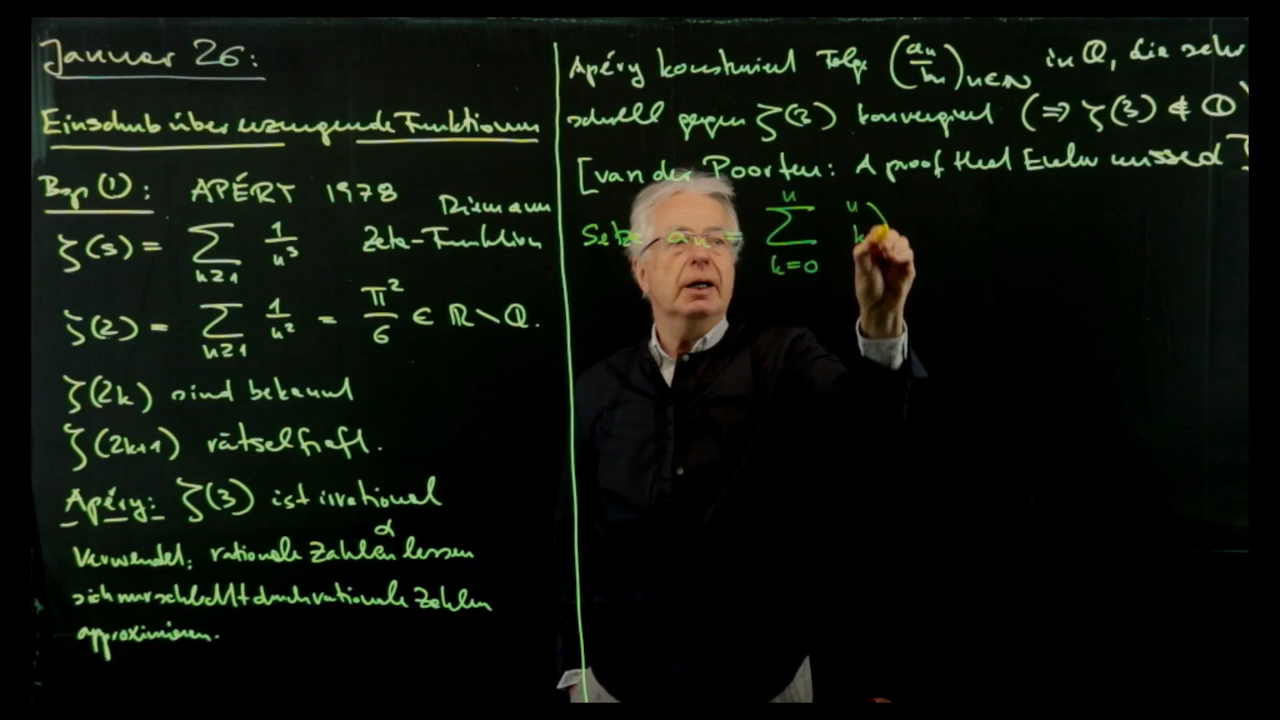 Januar 26:
Einschub über erzeugende Funktionen
Bsp (1): APÉRY 1978
Riemann
ζ(s) = ∑_{n≥1} 1/n^s Zeta-Funktion
ζ(2) = ∑_{n≥1} 1/n² = π²/6 ∈ ℝ∖ℚ.
ζ(2k) sind bekannt
ζ(2k+1) rätselhaft.
Apéry: ζ(3) ist irrational
α
Verwendet: rationale Zahlen lassen
sich nur schlecht durch rationale Zahlen
approximieren.
Apéry konstruiert Folge (a_n/b_n)_{n∈ℕ} in ℚ, die sehr
schnell gegen ζ(3) konvergiert (⇒ ζ(3) ∉ ℚ)
[van der Poorten: A proof that Euler missed]
Setze a_n = ∑_{k=0}^{n} n k )